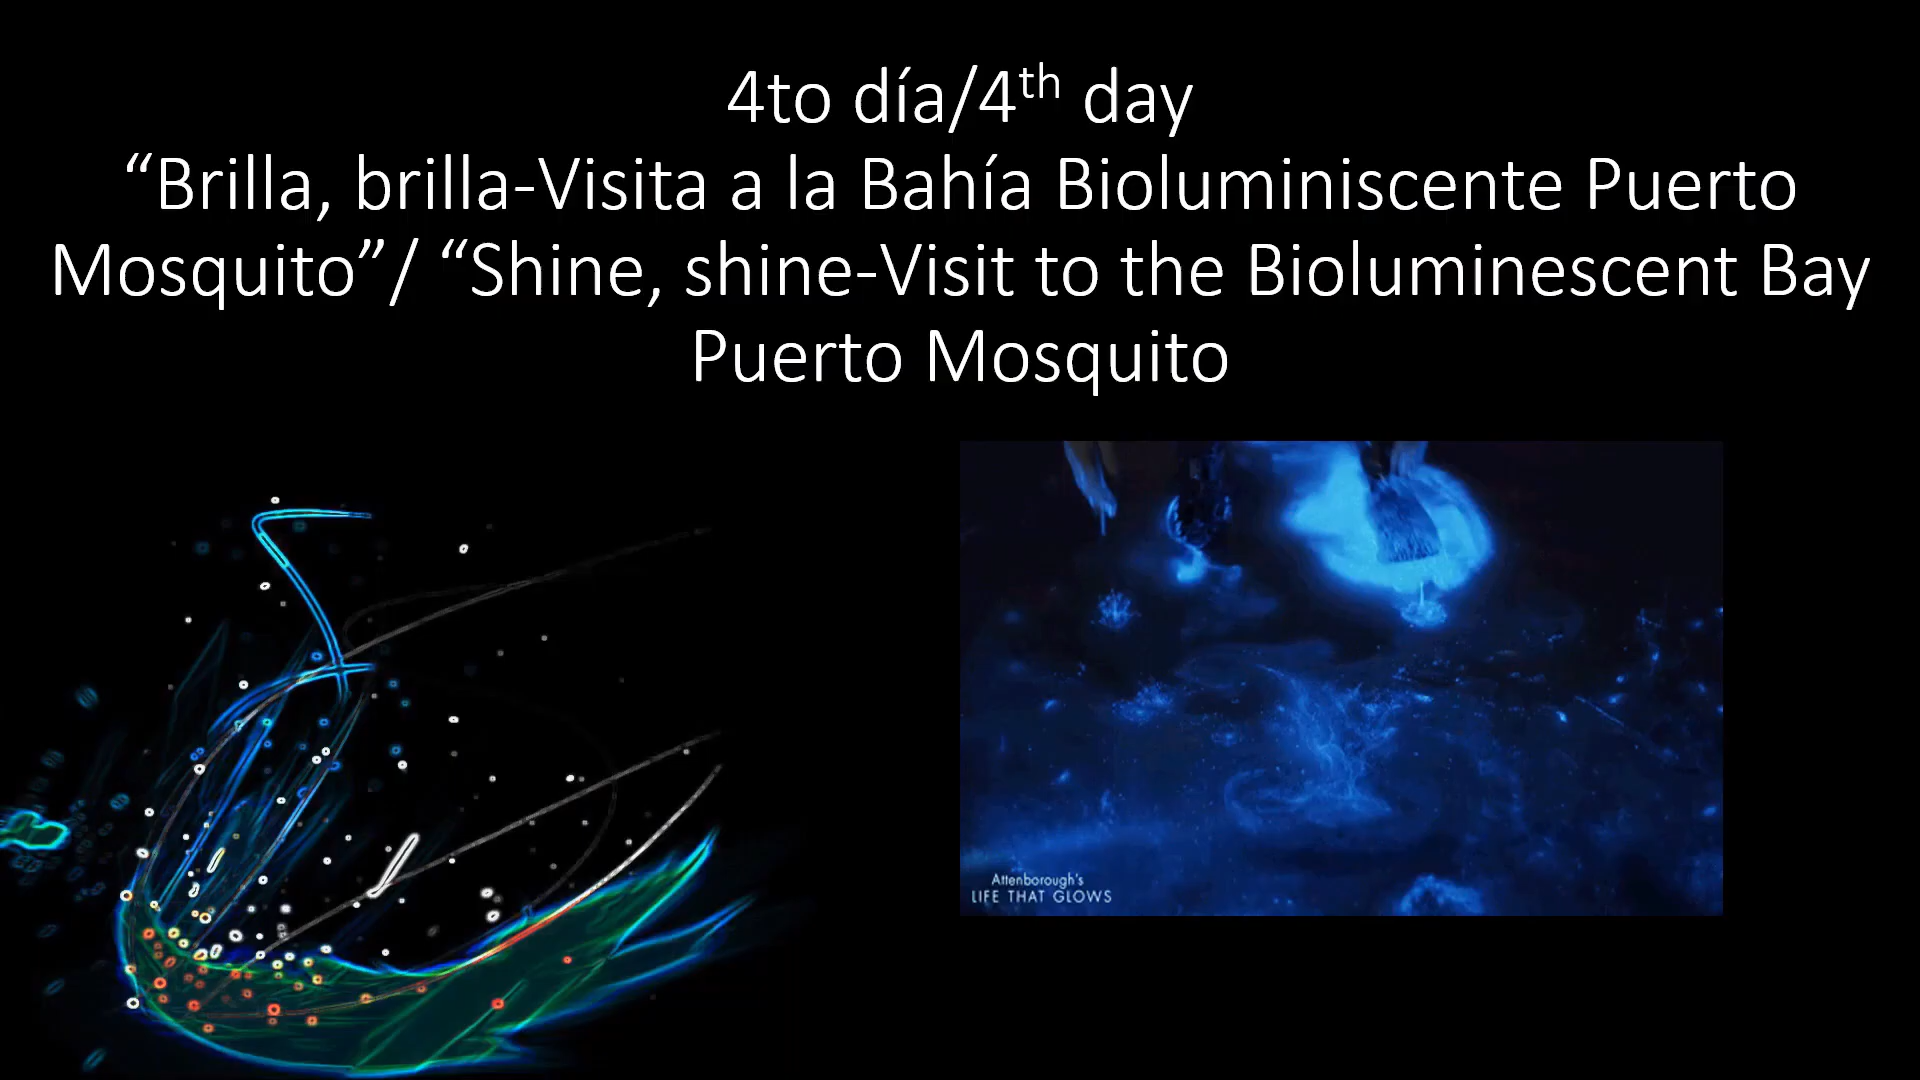 4to día/4th day
“Brilla, brilla-Visita a la Bahía Bioluminiscente Puerto
Mosquito”/ “Shine, shine-Visit to the Bioluminescent Bay
Puerto Mosquito
Attenborough's
LIFE THAT GLOWS